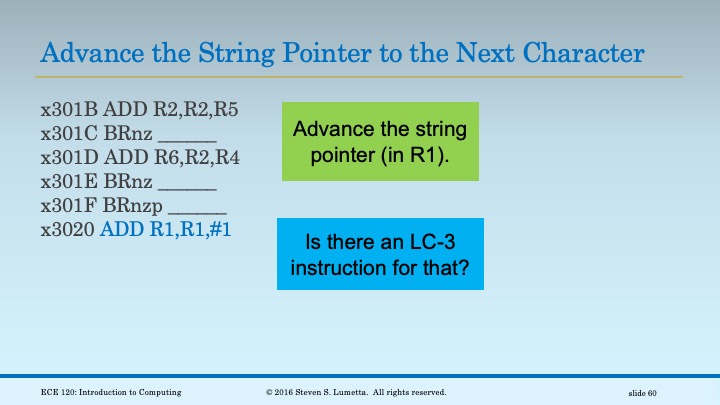 Advance the String Pointer to the Next Character
x301B ADD R2,R2,R5
x301C BRnz ______
x301D ADD R6,R2,R4
x301E BRnz ______
x301F BRnzp ______
x3020 ADD R1,R1,#1
Advance the string
pointer (in R1).
Is there an LC-3
instruction for that?
ECE 120: Introduction to Computing
© 2016 Steven S. Lumetta. All rights reserved.
slide 60